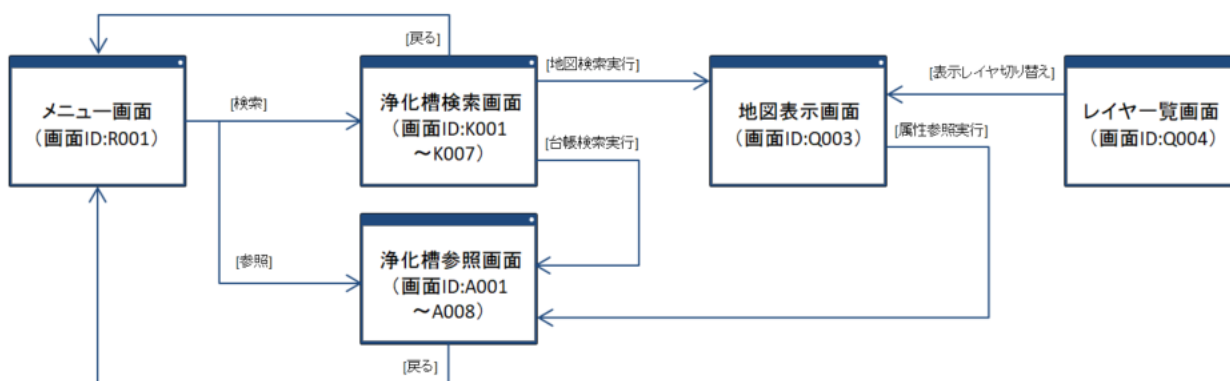 [戻る]
メニュー画面
（画面ID:R001）
[検索]
浄化槽検索画面
（画面ID:K001
～K007）
[地図検索実行]
[台帳検索実行]
地図表示画面
（画面ID:Q003）
[表示レイヤ切り替え]
[属性参照実行]
レイヤ一覧画面
（画面ID:Q004）
[参照]
浄化槽参照画面
（画面ID:A001
～A008）
[戻る]